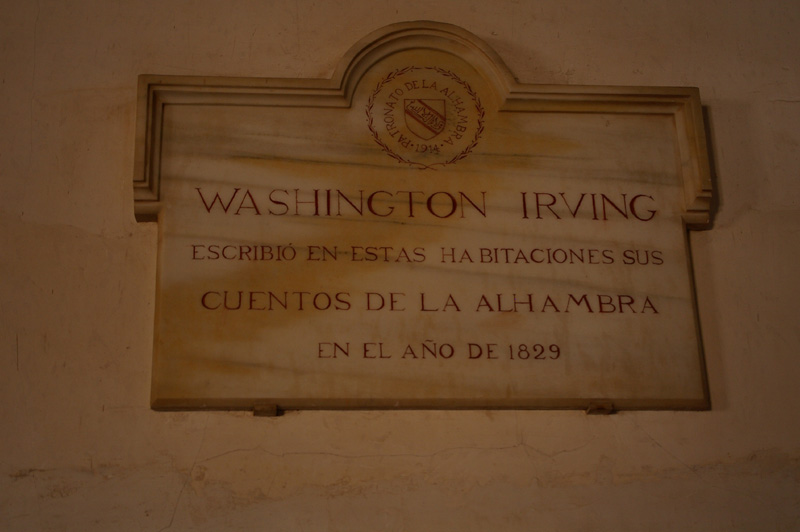 PATRONATO DE LA ALHAMBRA
·1914·
WASHINGTON IRVING
ESCRIBIÓ EN ESTAS HABITACIONES SUS
CUENTOS DE LA ALHAMBRA
EN EL AÑO DE 1829